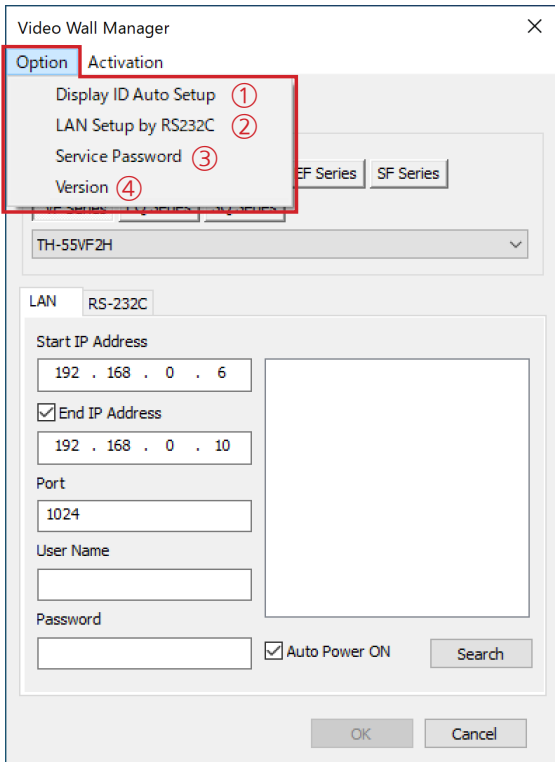 Video Wall Manager
Option Activation
Display ID Auto Setup ①
LAN Setup by RS232C ②
Service Password ③
Version ④
EF Series SF Series
TH-55VF2H
LAN RS-232C
Start IP Address
192 . 168 . 0 . 6
End IP Address
192 . 168 . 0 . 10
Port
1024
User Name
Password
Auto Power ON Search
OK Cancel